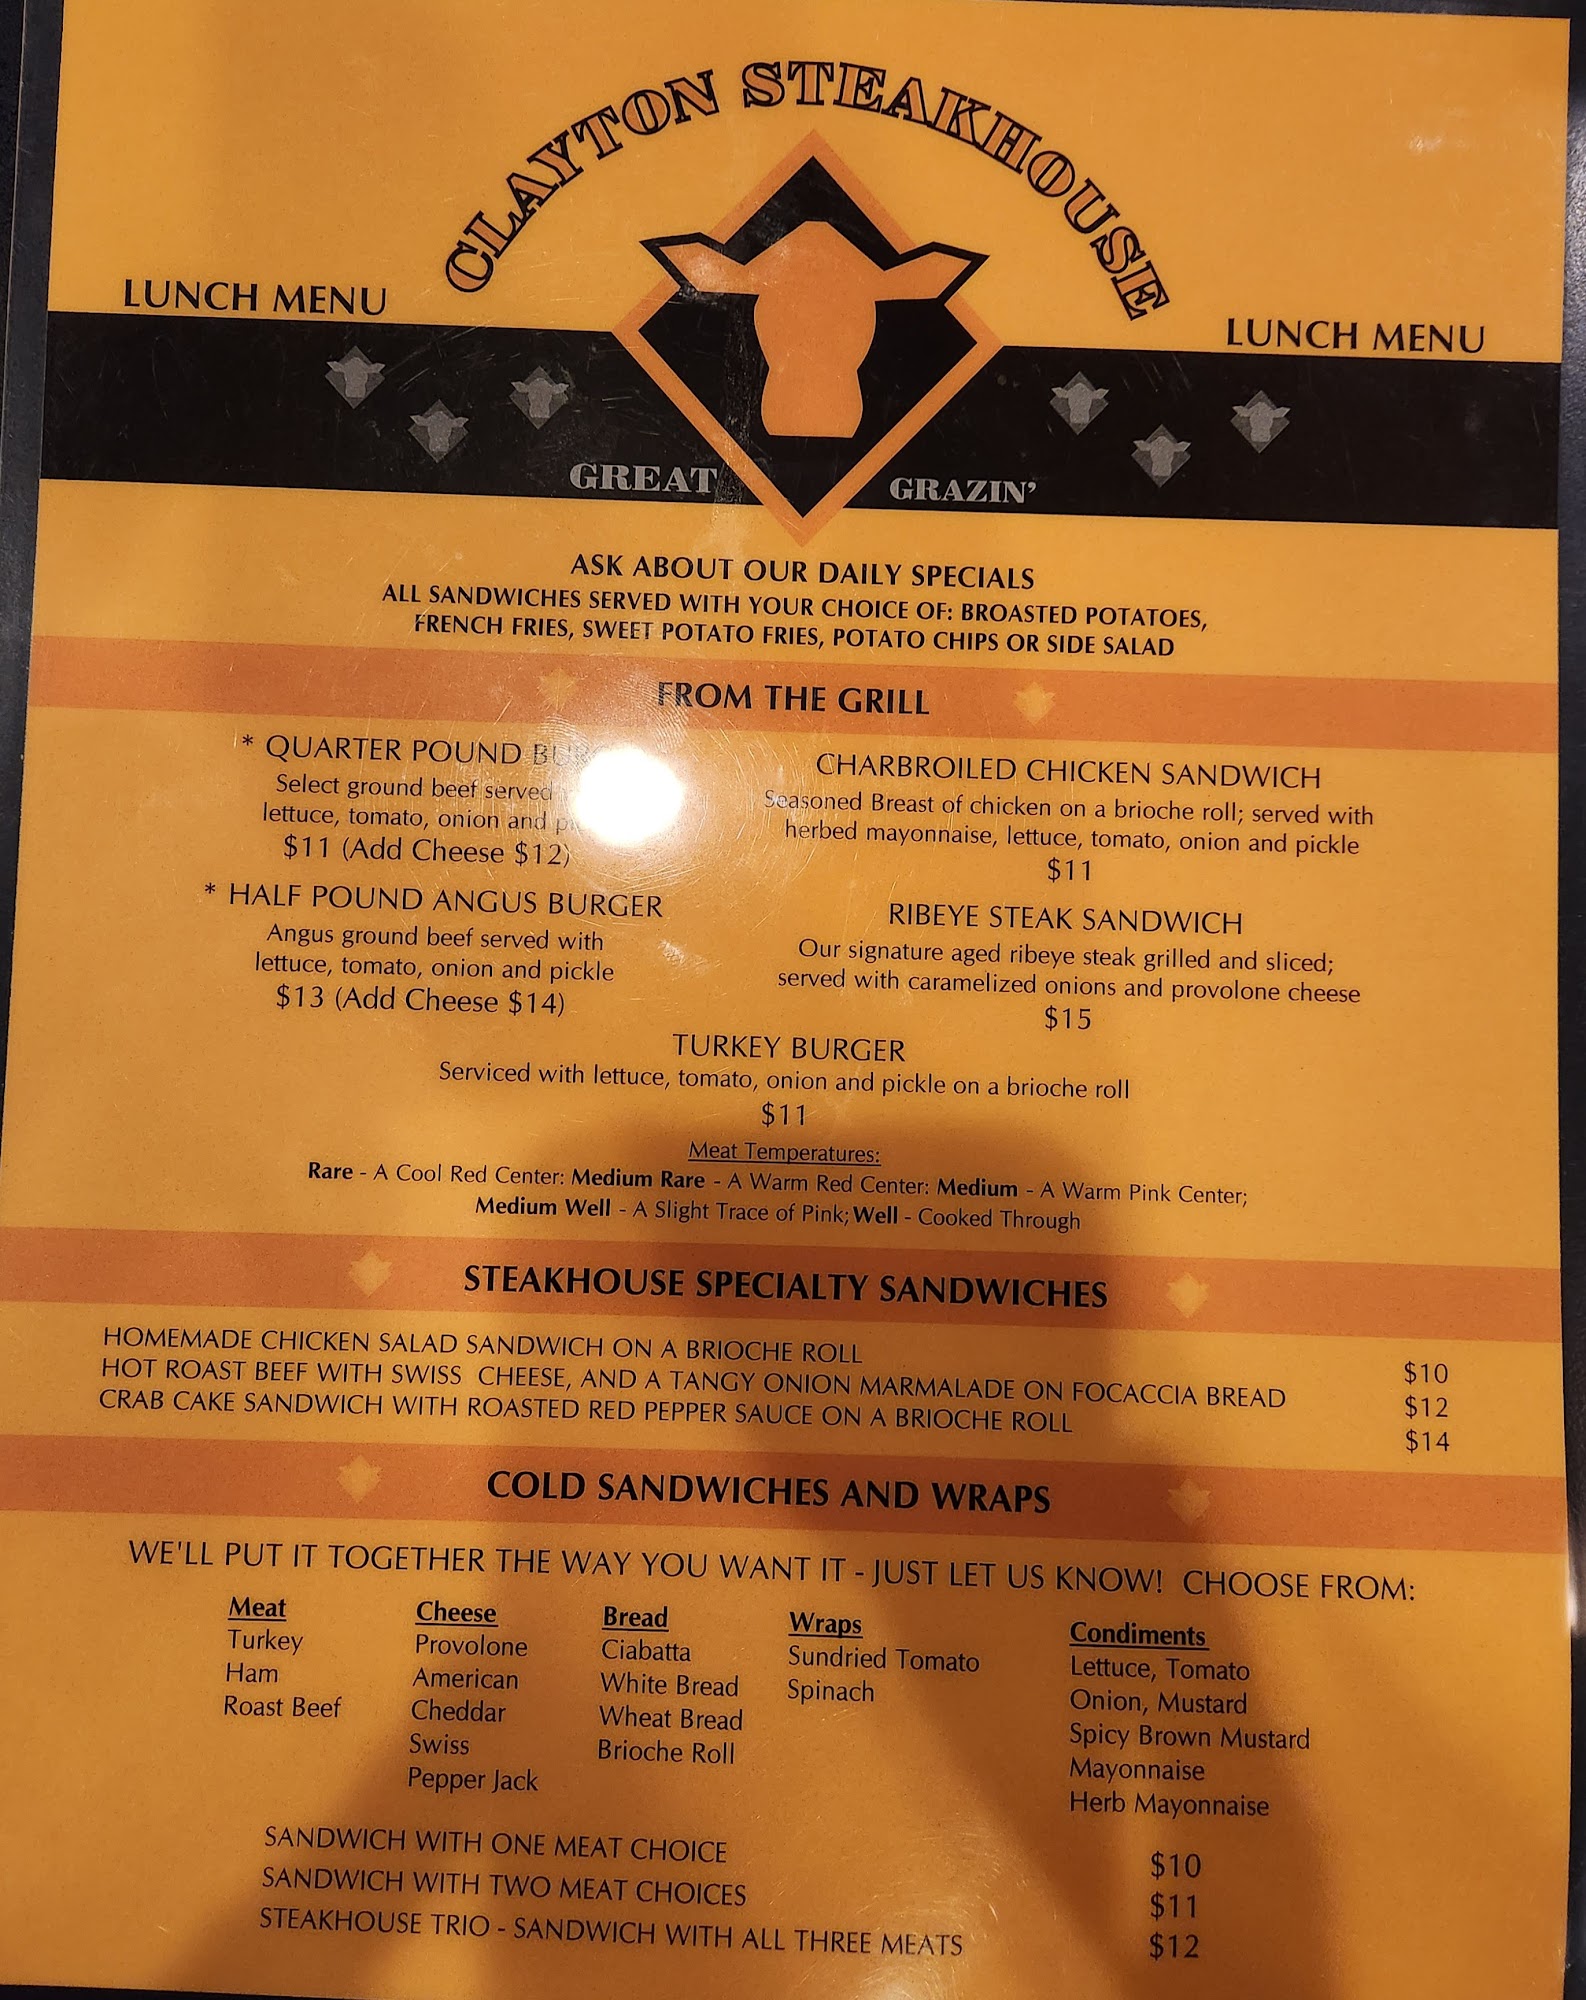 CLAYTON STEAKHOUSE
LUNCH MENU
LUNCH MENU
GREAT GRAZIN'
ASK ABOUT OUR DAILY SPECIALS
ALL SANDWICHES SERVED WITH YOUR CHOICE OF: BROASTED POTATOES,
FRENCH FRIES, SWEET POTATO FRIES, POTATO CHIPS OR SIDE SALAD
FROM THE GRILL
* QUARTER POUND
Select ground beef served
lettuce, tomato, onion and
$11 (Add Cheese $12)
* HALF POUND ANGUS BURGER
Angus ground beef served with
lettuce, tomato, onion and pickle
$13 (Add Cheese $14)
CHARBROILED CHICKEN SANDWICH
Seasoned Breast of chicken on a brioche roll; served with
herbed mayonnaise, lettuce, tomato, onion and pickle
$11
RIBEYE STEAK SANDWICH
Our signature aged ribeye steak grilled and sliced;
served with caramelized onions and provolone cheese
$15
TURKEY BURGER
Serviced with lettuce, tomato, onion and pickle on a brioche roll
$11
Meat Temperatures:
Rare - A Cool Red Center: Medium Rare - A Warm Red Center: Medium - A Warm Pink Center;
Medium Well - A Slight Trace of Pink; Well - Cooked Through
STEAKHOUSE SPECIALTY SANDWICHES
HOMEMADE CHICKEN SALAD SANDWICH ON A BRIOCHE ROLL $10
HOT ROAST BEEF WITH SWISS CHEESE, AND A TANGY ONION MARMALADE ON FOCACCIA BREAD $12
CRAB CAKE SANDWICH WITH ROASTED RED PEPPER SAUCE ON A BRIOCHE ROLL $14
COLD SANDWICHES AND WRAPS
WE'LL PUT IT TOGETHER THE WAY YOU WANT IT - JUST LET US KNOW! CHOOSE FROM:
Meat
Turkey
Ham
Roast Beef
Cheese
Provolone
American
Cheddar
Swiss
Pepper Jack
Bread
Ciabatta
White Bread
Wheat Bread
Brioche Roll
Wraps
Sundried Tomato
Spinach
Condiments
Lettuce, Tomato
Onion, Mustard
Spicy Brown Mustard
Mayonnaise
Herb Mayonnaise
SANDWICH WITH ONE MEAT CHOICE $10
SANDWICH WITH TWO MEAT CHOICES $11
STEAKHOUSE TRIO - SANDWICH WITH ALL THREE MEATS $12